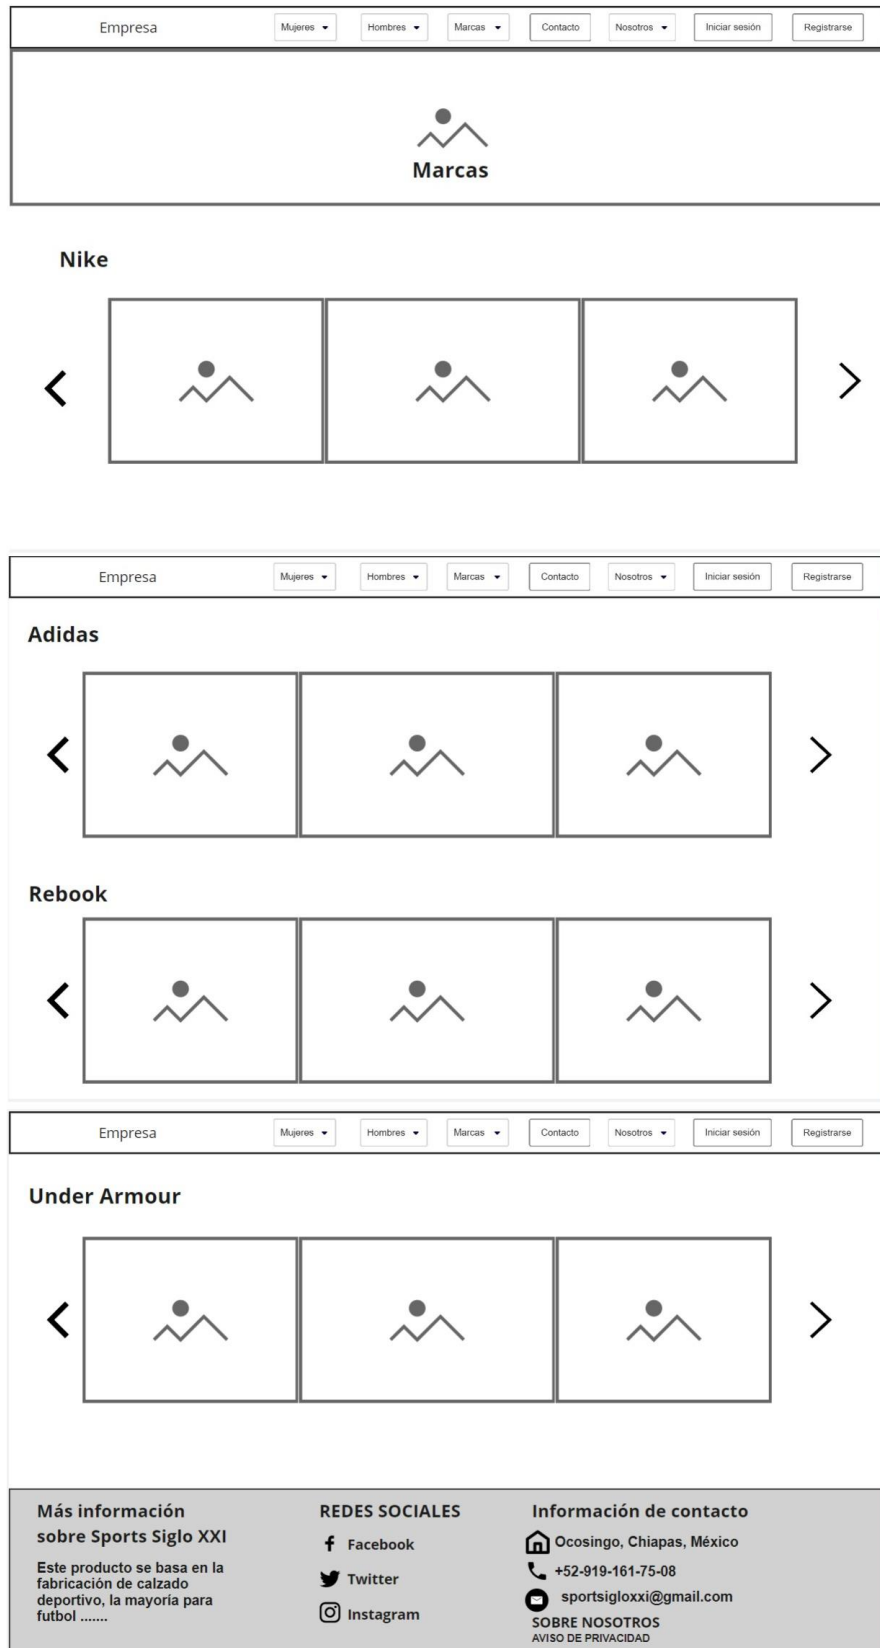 Empresa Mujeres Hombres Marcas Contacto Nosotros Iniciar sesión Registrarse
Marcas
Nike
Empresa Mujeres Hombres Marcas Contacto Nosotros Iniciar sesión Registrarse
Adidas
Rebook
Empresa Mujeres Hombres Marcas Contacto Nosotros Iniciar sesión Registrarse
Under Armour
Más información
sobre Sports Siglo XXI
Este producto se basa en la
fabricación de calzado
deportivo, la mayoría para
futbol .......
REDES SOCIALES
Facebook
Twitter
Instagram
Información de contacto
Ocosingo, Chiapas, México
+52-919-161-75-08
sportsigloxxi@gmail.com
SOBRE NOSOTROS
AVISO DE PRIVACIDAD